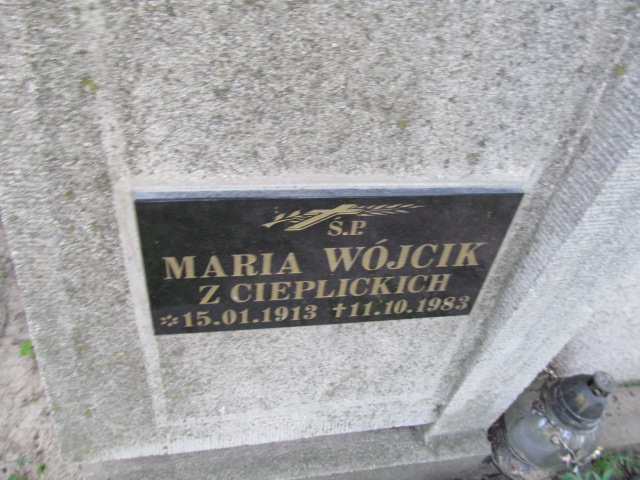 Ś.P.
MARIA WÓJCIK
Z CIEPLICKICH
*15.01.1913 †11.10.1983